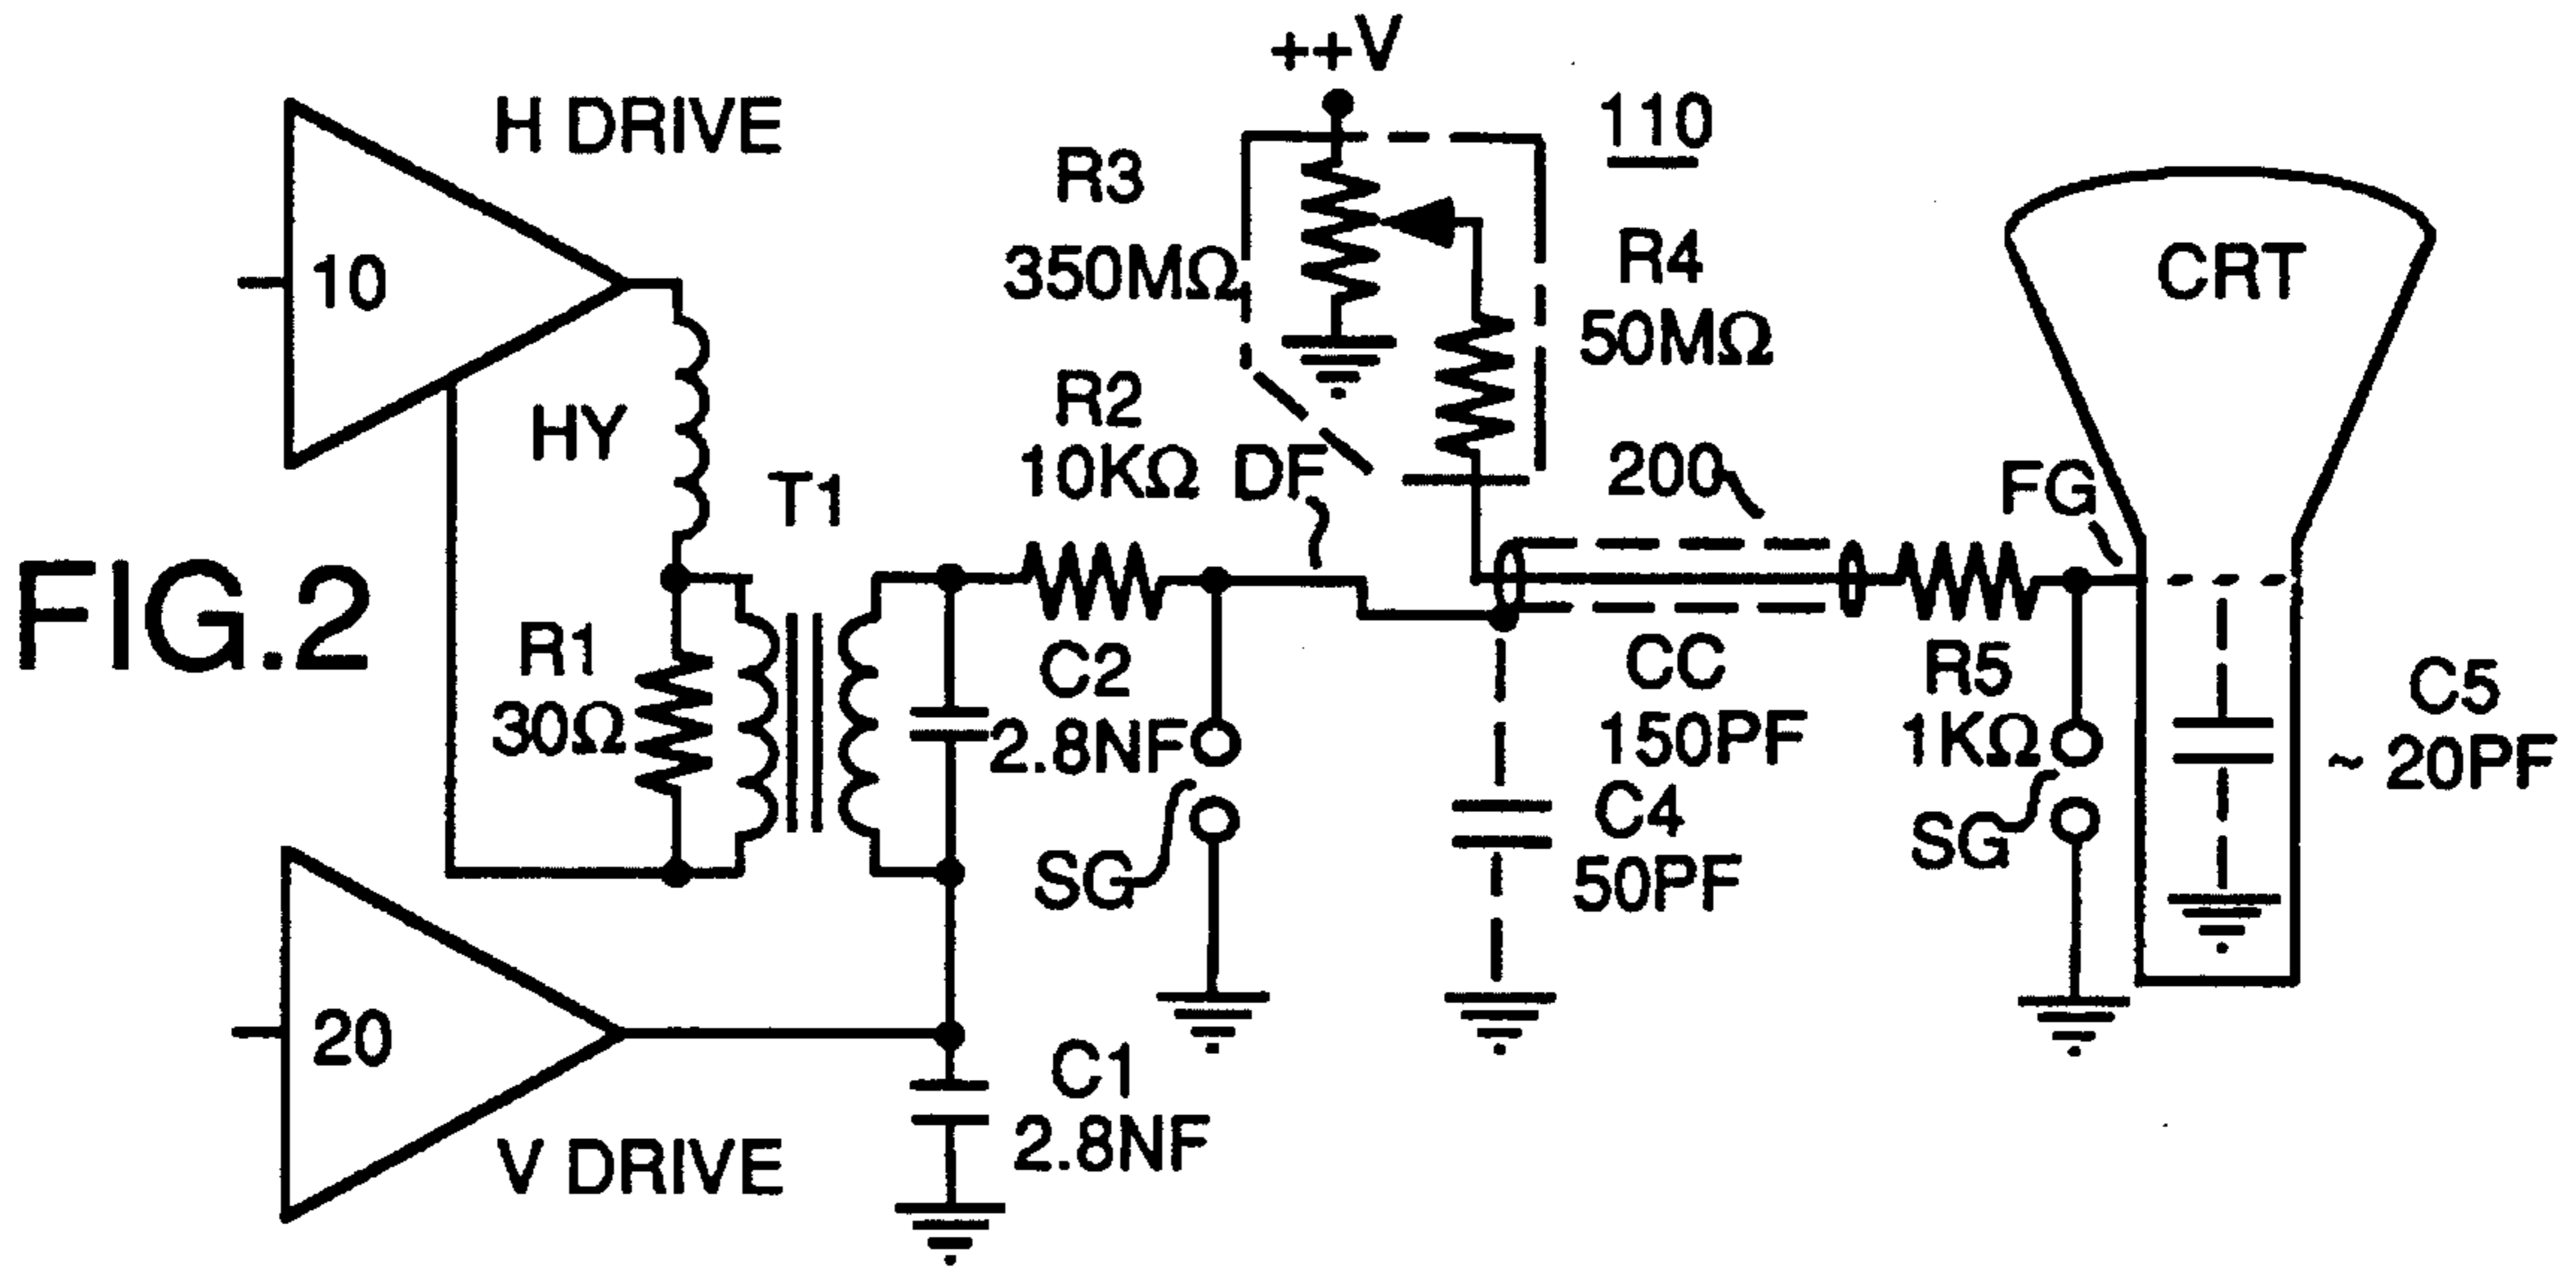 ++V
H DRIVE
110
R3
350MΩ
R4
50MΩ
CRT
10
HY
R2
10KΩ
DF
200
FG
T1
FIG.2
R1
30Ω
C2
2.8NF
CC
150PF
R5
1KΩ
C5
~ 20PF
SG
C4
50PF
SG
20
C1
2.8NF
V DRIVE